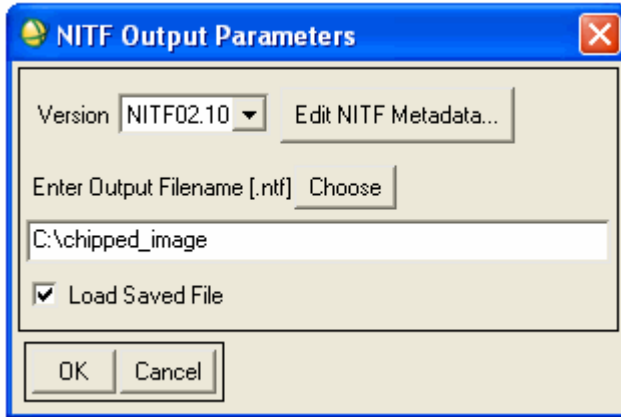 NITF Output Parameters
Version NITF02.10 Edit NITF Metadata...
Enter Output Filename [.ntf] Choose
C:\chipped_image
Load Saved File
OK Cancel